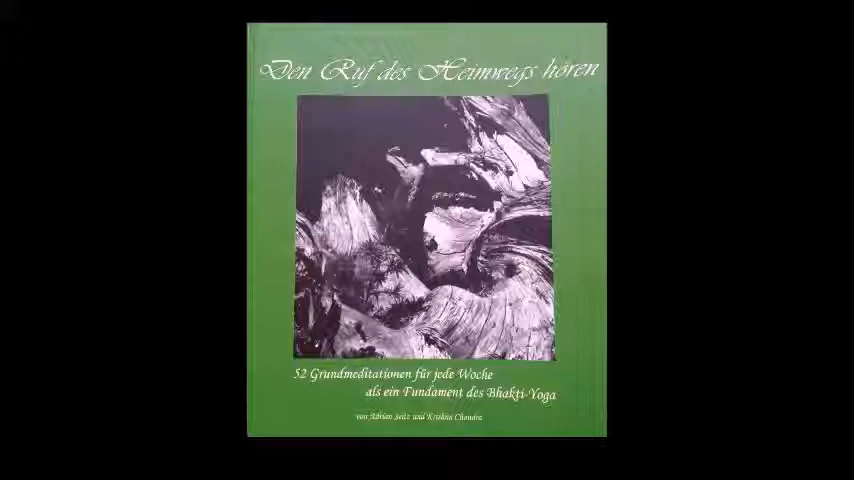 Den Ruf des Heimwegs hören
52 Grundmeditationen für jede Woche
als ein Fundament des Bhakti-Yoga
von Adrian Seitz und Krishna Chandra